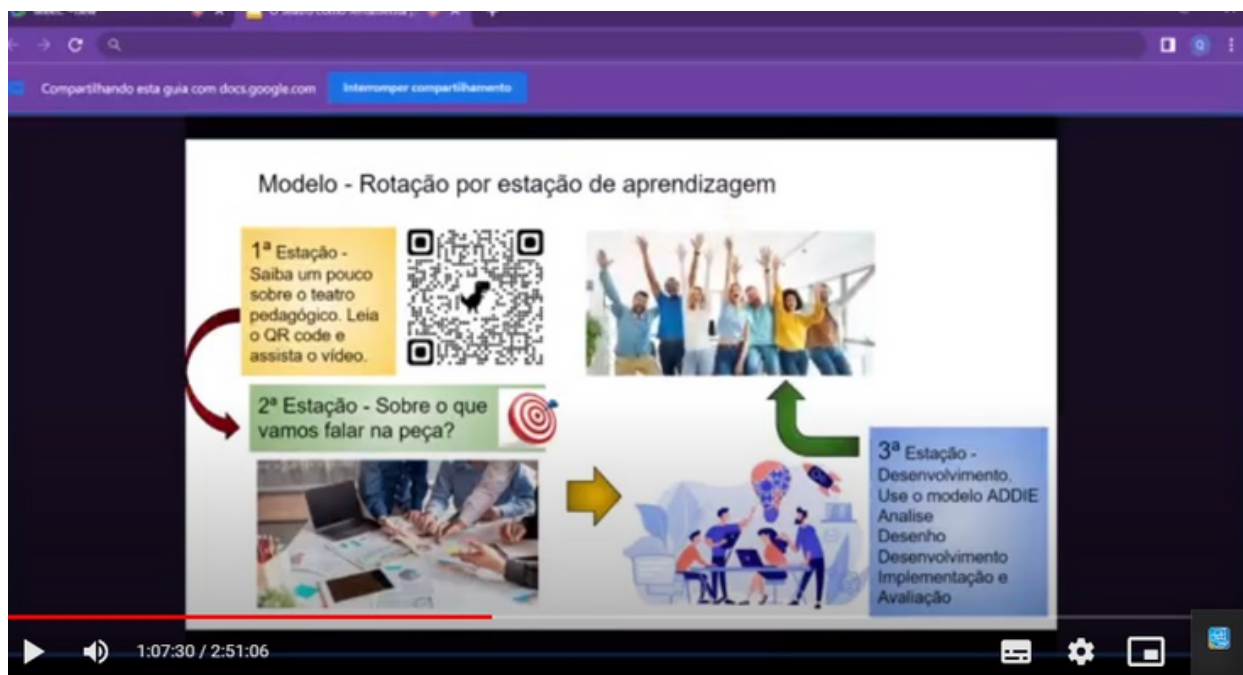 Compartilhando esta guia com docs.google.com
Interromper compartilhamento
Modelo - Rotação por estação de aprendizagem
1ª Estação -
Saiba um pouco
sobre o teatro
pedagógico. Leia
o QR code e
assista o vídeo.
2ª Estação - Sobre o que
vamos falar na peça?
3ª Estação -
Desenvolvimento.
Use o modelo ADDIE
Analise
Desenho
Desenvolvimento
Implementação e
Avaliação
1:07:30 / 2:51:06